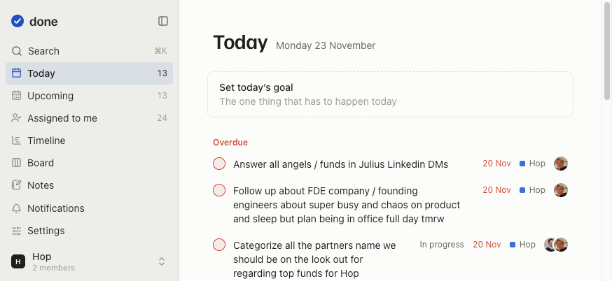 done
Search ⌘K
Today 13
Upcoming 13
Assigned to me 24
Timeline
Board
Notes
Notifications
Settings
H
Hop
2 members
Today Monday 23 November
Set today's goal
The one thing that has to happen today
Overdue
Answer all angels / funds in Julius Linkedin DMs 20 Nov Hop
Follow up about FDE company / founding 20 Nov Hop
engineers about super busy and chaos on product
and sleep but plan being in office full day tmrw
Categorize all the partners name we In progress 20 Nov Hop
should be on the look out for
regarding top funds for Hop